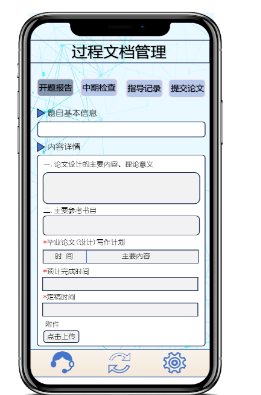 过程文档管理
开题报告 中期检查 指导记录 提交论文
题目基本信息
内容详情
一. 论文设计的主要内容、理论意义
二. 主要参考书目
*毕业论文(设计)写作计划
时 间 主要内容
*预计完成时间
*定稿时间
附件
点击上传